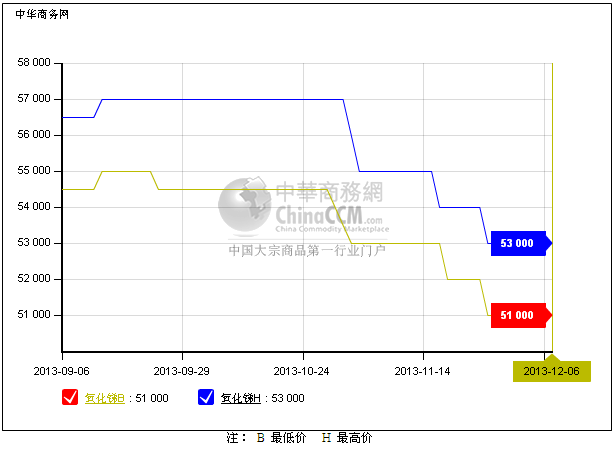 中华商务网
58 000
57 000
56 000
55 000
54 000
53 000
52 000
51 000
中華商務網
ChinaCCM.com
China Commodity Marketplace
中国大宗商品第一行业门户
53 000
51 000
2013-09-06
2013-09-29
2013-10-24
2013-11-14
2013-12-06
氧化锑B : 51 000
氧化锑H : 53 000
注： B 最低价 H 最高价